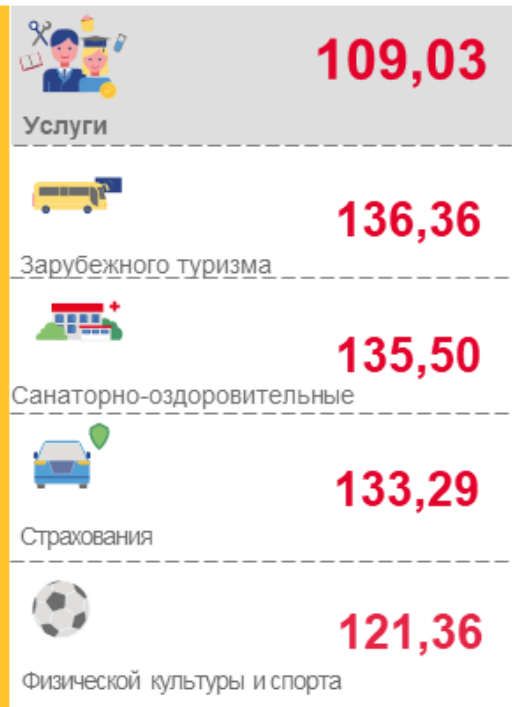 109,03
Услуги
136,36
Зарубежного туризма
135,50
Санаторно-оздоровительные
133,29
Страхования
121,36
Физической культуры и спорта